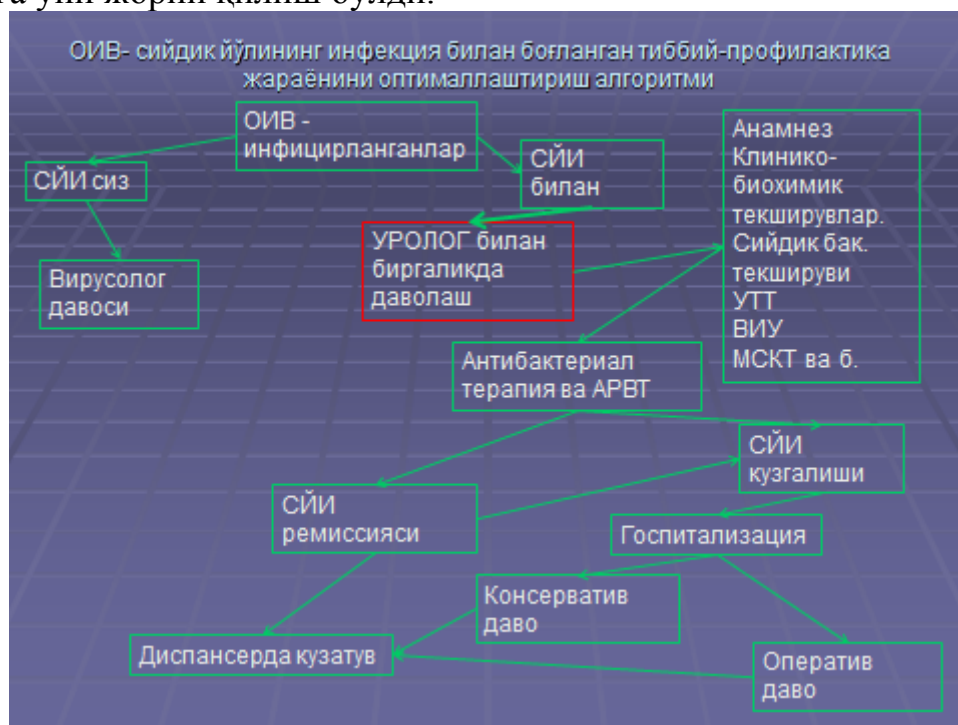 уни жорий қилиш бўлди.
ОИВ- сийдик йўлининг инфекция билан боғланган тиббий-профилактика
жараёнини оптималлаштириш алгоритми
ОИВ -
инфицирланганлар
СЙИ сиз
СЙИ
билан
Анамнез
Клинико-
биохимик
текширувлар.
Сийдик бак.
текшируви
УТТ
ВИУ
МСКТ ва б.
УРОЛОГ билан
биргаликда
даволаш
Вирусолог
давоси
Антибактериал
терапия ва АРВТ
СЙИ
кузгалиши
СЙИ
ремиссияси
Госпитализация
Консерватив
даво
Диспансерда кузатув
Оператив
даво